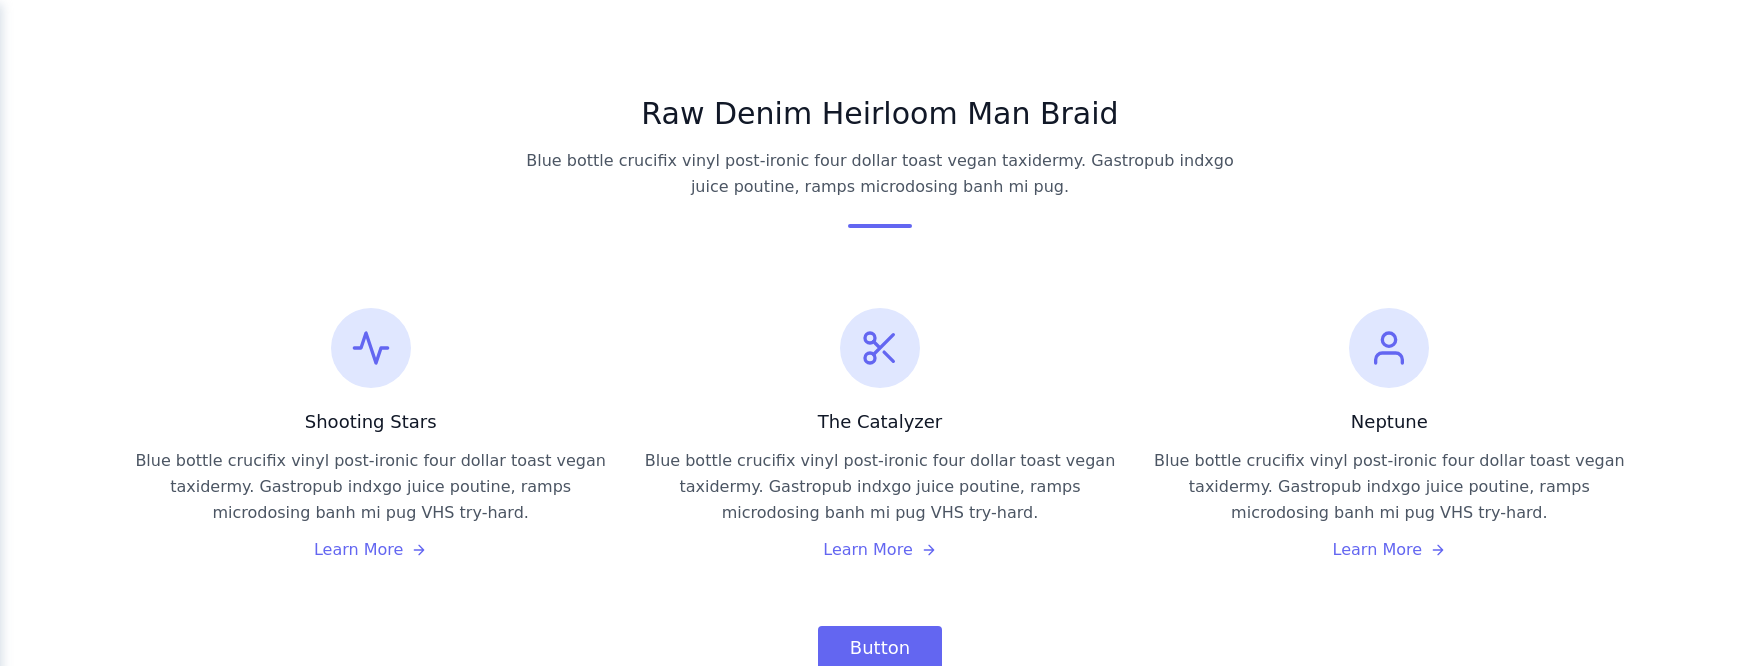 Raw Denim Heirloom Man Braid
Blue bottle crucifix vinyl post-ironic four dollar toast vegan taxidermy. Gastropub indxgo
juice poutine, ramps microdosing banh mi pug.
Shooting Stars
Blue bottle crucifix vinyl post-ironic four dollar toast vegan
taxidermy. Gastropub indxgo juice poutine, ramps
microdosing banh mi pug VHS try-hard.
Learn More
The Catalyzer
Blue bottle crucifix vinyl post-ironic four dollar toast vegan
taxidermy. Gastropub indxgo juice poutine, ramps
microdosing banh mi pug VHS try-hard.
Learn More
Neptune
Blue bottle crucifix vinyl post-ironic four dollar toast vegan
taxidermy. Gastropub indxgo juice poutine, ramps
microdosing banh mi pug VHS try-hard.
Learn More
Button